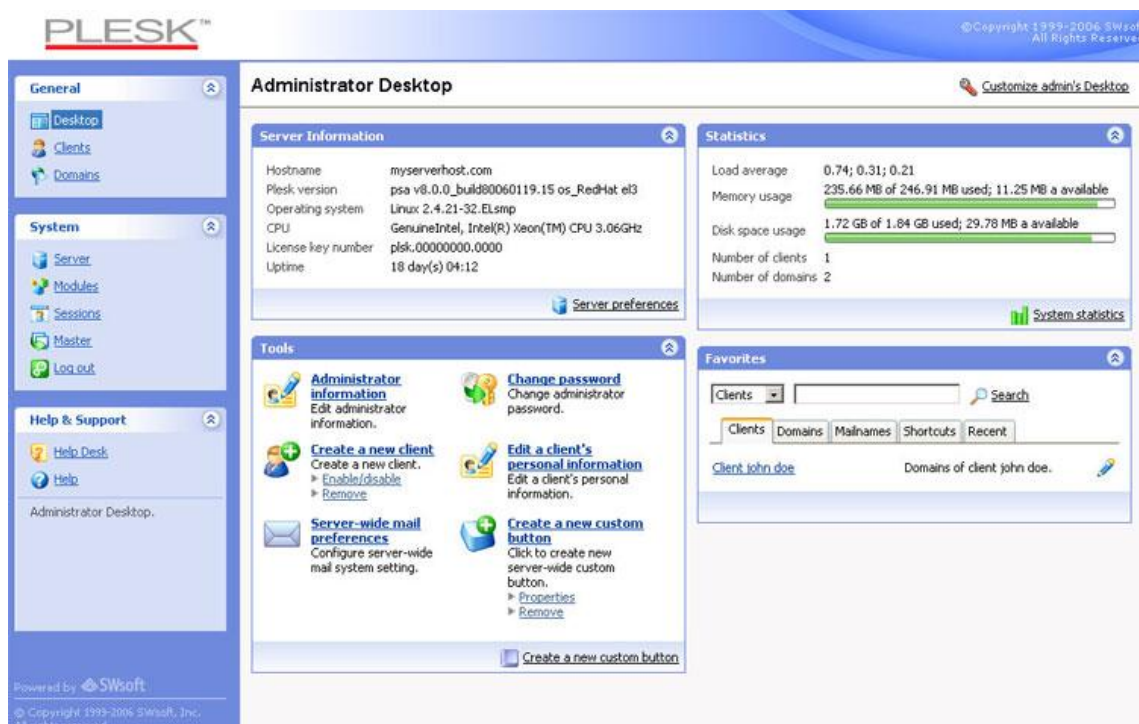 PLESK™
©Copyright 1999-2006 SWsof
All Rights Reserve
General
Desktop
Clients
Domains
System
Server
Modules
Sessions
Master
Log out
Help & Support
Help Desk
Help
Administrator Desktop.
Powered by SWsoft
© Copyright 1999-2006 SWsoft, Inc.
Administrator Desktop
Customize admin's Desktop
Server Information
Hostname myserverhost.com
Plesk version psa v8.0.0_build80060119.15 os_RedHat el3
Operating system Linux 2.4.21-32.ELsmp
CPU GenuineIntel, Intel(R) Xeon(TM) CPU 3.06GHz
License key number plsk.00000000.0000
Uptime 18 day(s) 04:12
Server preferences
Tools
Administrator
information
Edit administrator
information.
Change password
Change administrator
password.
Create a new client
Create a new client.
Enable/disable
Remove
Edit a client's
personal information
Edit a client's personal
information.
Server-wide mail
preferences
Configure server-wide
mail system setting.
Create a new custom
button
Click to create new
server-wide custom
button.
Properties
Remove
Create a new custom button
Statistics
Load average 0.74; 0.31; 0.21
Memory usage 235.66 MB of 246.91 MB used; 11.25 MB a available
Disk space usage 1.72 GB of 1.84 GB used; 29.78 MB a available
Number of clients 1
Number of domains 2
System statistics
Favorites
Clients Search
Clients Domains Mailnames Shortcuts Recent
Client john doe Domains of client john doe.